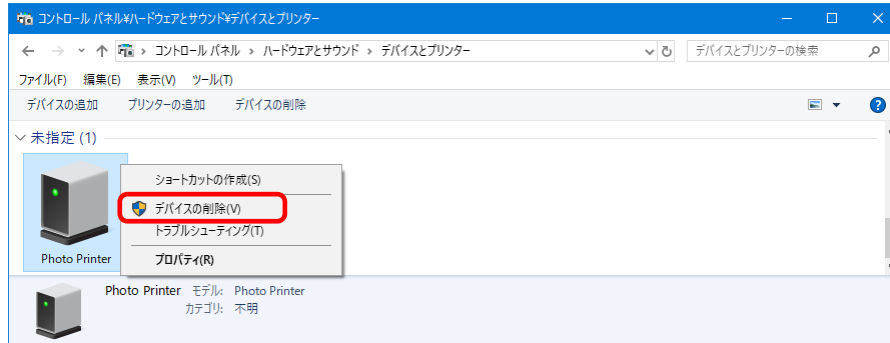 コントロール パネル¥ハードウェアとサウンド¥デバイスとプリンター
コントロール パネル › ハードウェアとサウンド › デバイスとプリンター
デバイスとプリンターの検索
ファイル(F) 編集(E) 表示(V) ツール(T)
デバイスの追加 プリンターの追加 デバイスの削除
未指定 (1)
ショートカットの作成(S)
デバイスの削除(V)
トラブルシューティング(T)
プロパティ(R)
Photo Printer
Photo Printer モデル: Photo Printer
カテゴリ: 不明